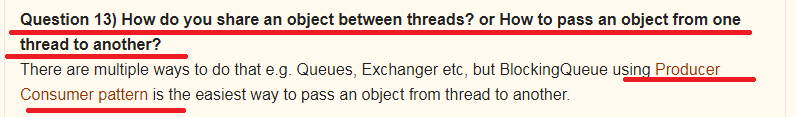 Question 13) How do you share an object between threads? or How to pass an object from one
thread to another?
There are multiple ways to do that e.g. Queues, Exchanger etc, but BlockingQueue using Producer
Consumer pattern is the easiest way to pass an object from thread to another.